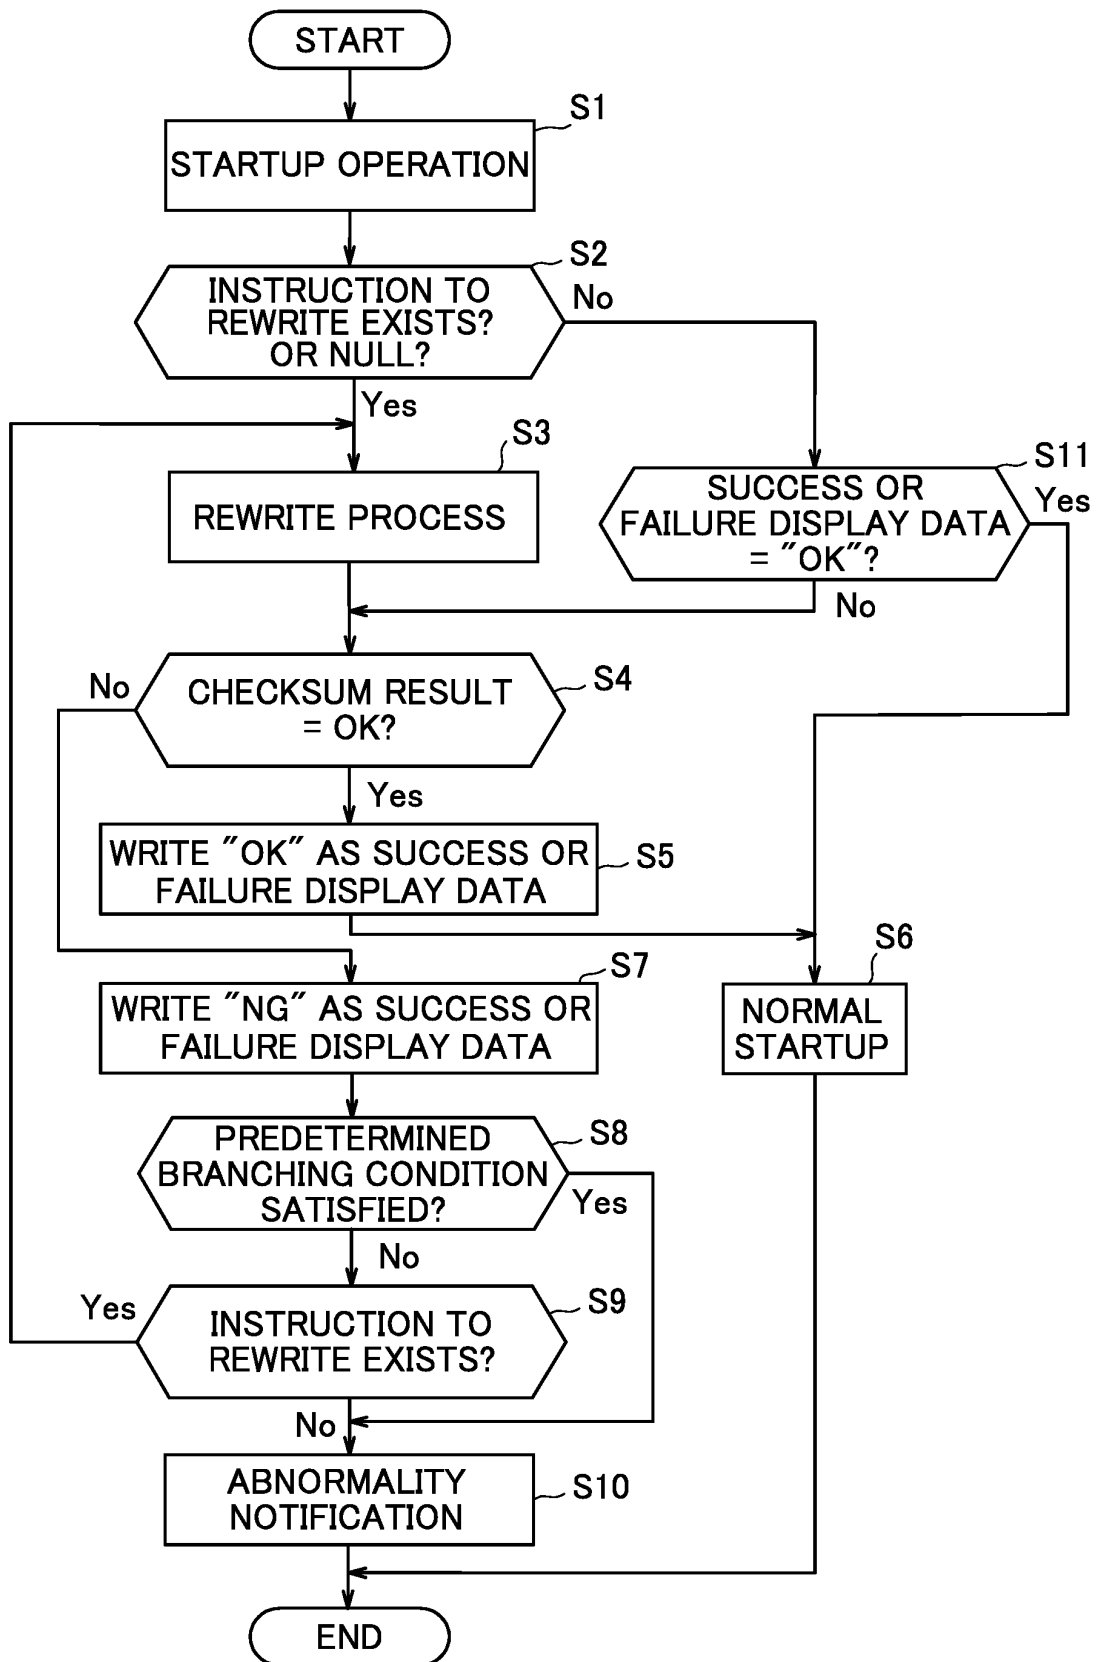 START
S1
STARTUP OPERATION
S2
INSTRUCTION TO
REWRITE EXISTS?
OR NULL?
No
Yes
S3
REWRITE PROCESS
S11
SUCCESS OR
FAILURE DISPLAY DATA
= "OK"?
Yes
No
S4
CHECKSUM RESULT
= OK?
No
Yes
S5
WRITE "OK" AS SUCCESS OR
FAILURE DISPLAY DATA
S6
NORMAL
STARTUP
S7
WRITE "NG" AS SUCCESS OR
FAILURE DISPLAY DATA
S8
PREDETERMINED
BRANCHING CONDITION
SATISFIED?
Yes
No
S9
INSTRUCTION TO
REWRITE EXISTS?
Yes
No
S10
ABNORMALITY
NOTIFICATION
END